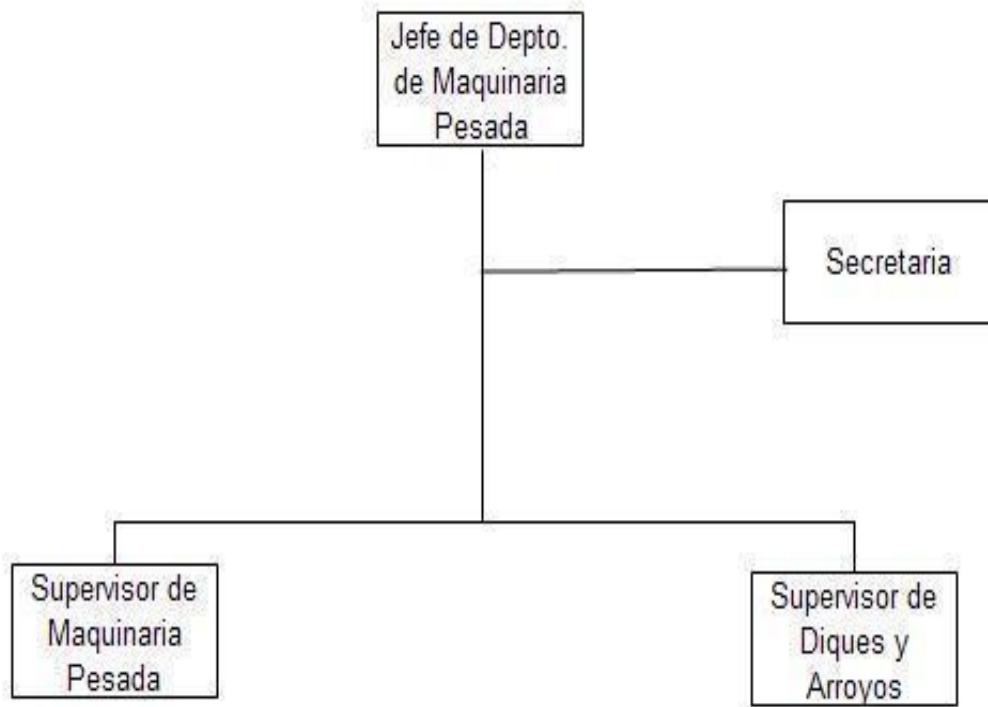 Jefe de Depto.
de Maquinaria
Pesada
Secretaria
Supervisor de
Maquinaria
Pesada
Supervisor de
Diques y
Arroyos